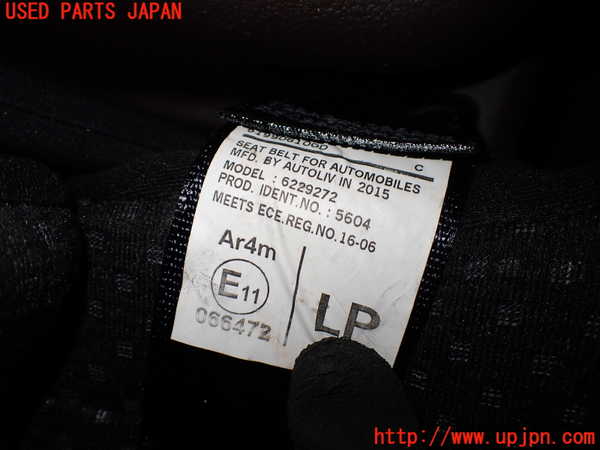 USED PARTS JAPAN
C
SEAT BELT FOR AUTOMOBILES
MFD. BY AUTOLIV IN 2015
MODEL : 6229272
PROD. IDENT.NO. : 5604
MEETS ECE.REG.NO.16-06
Ar4m
E11
066472
LP
http://www.upjpn.com/